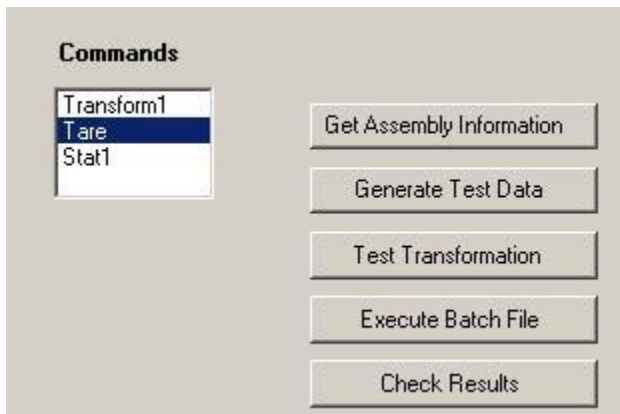 Commands
Transform1
Tare
Stat1
Get Assembly Information
Generate Test Data
Test Transformation
Execute Batch File
Check Results